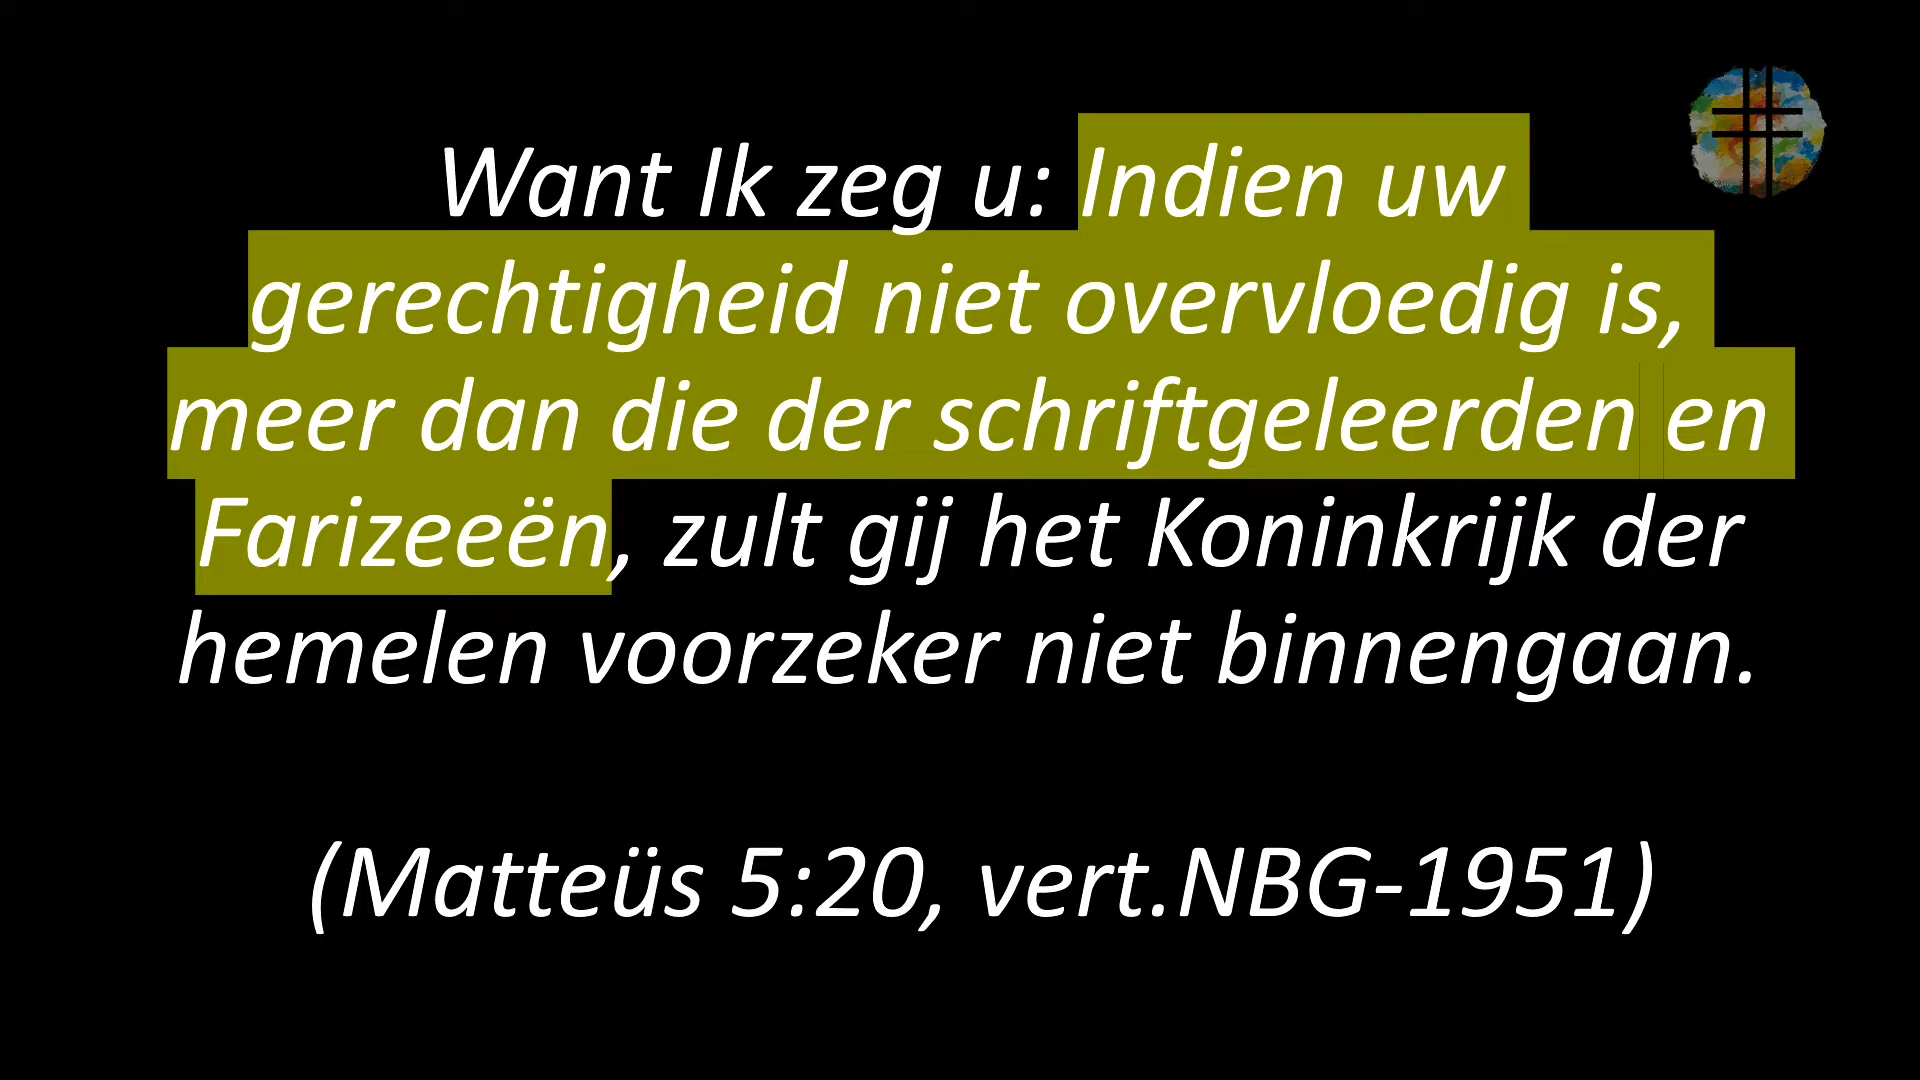 Want Ik zeg u: Indien uw
gerechtigheid niet overvloedig is,
meer dan die der schriftgeleerden en
Farizeeën, zult gij het Koninkrijk der
hemelen voorzeker niet binnengaan.
(Matteüs 5:20, vert.NBG-1951)